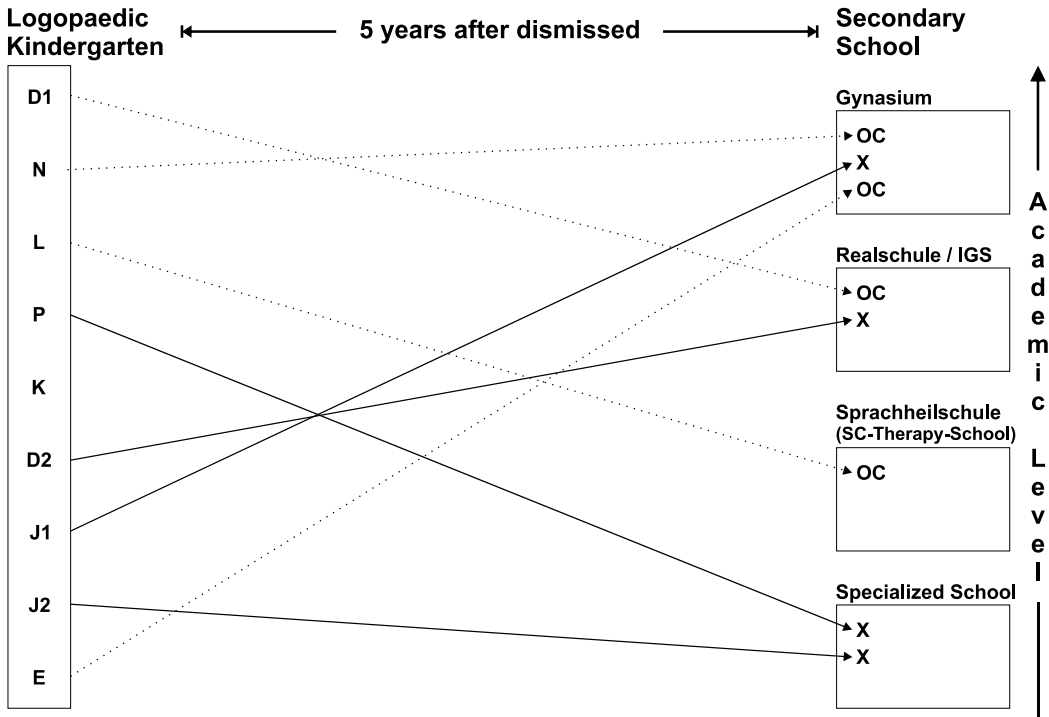 Logopaedic
Kindergarten
5 years after dismissed
Secondary
School
D1
N
L
P
K
D2
J1
J2
E
Gynasium
OC
X
OC
Realschule / IGS
OC
X
Sprachheilschule
(SC-Therapy-School)
OC
Specialized School
X
X
Academic Level